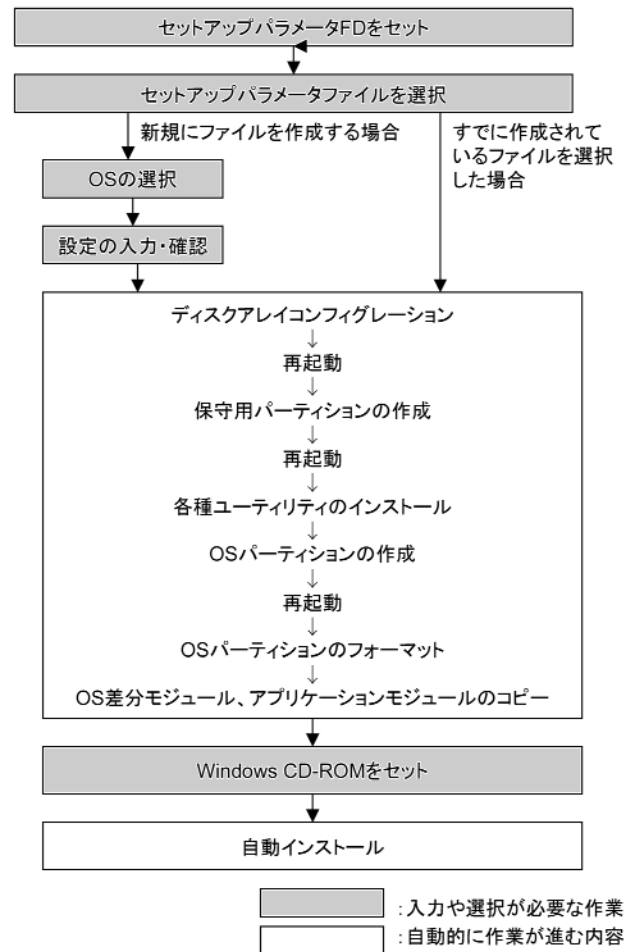 セットアップパラメータFDをセット
セットアップパラメータファイルを選択
新規にファイルを作成する場合
すでに作成されて
いるファイルを選択
した場合
OSの選択
設定の入力・確認
ディスクアレイコンフィグレーション
↓
再起動
↓
保守用パーティションの作成
↓
再起動
↓
各種ユーティリティのインストール
↓
OSパーティションの作成
↓
再起動
↓
OSパーティションのフォーマット
↓
OS差分モジュール、アプリケーションモジュールのコピー
Windows CD-ROMをセット
自動インストール
:入力や選択が必要な作業
:自動的に作業が進む内容